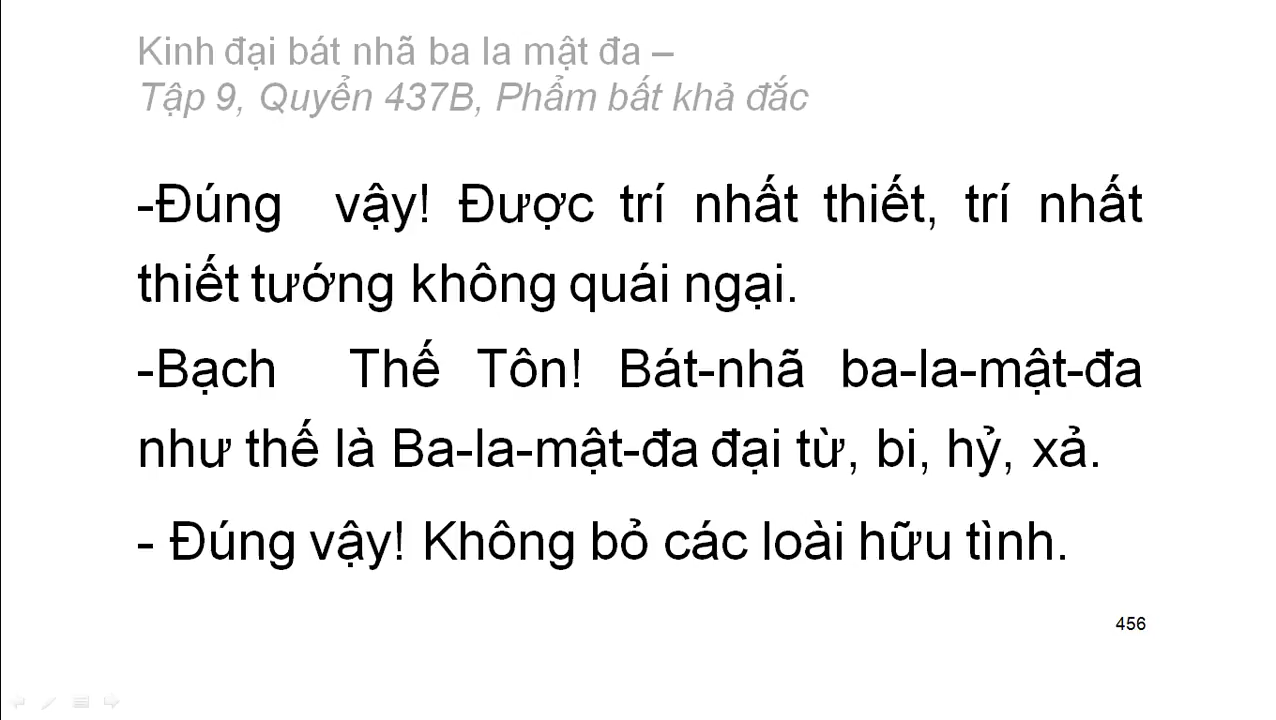 Kinh đại bát nhã ba la mật đa –
Tập 9, Quyển 437B, Phẩm bất khả đắc
-Đúng vậy! Được trí nhất thiết, trí nhất
thiết tướng không quái ngại.
-Bạch Thế Tôn! Bát-nhã ba-la-mật-đa
như thế là Ba-la-mật-đa đại từ, bi, hỷ, xả.
- Đúng vậy! Không bỏ các loài hữu tình.
456